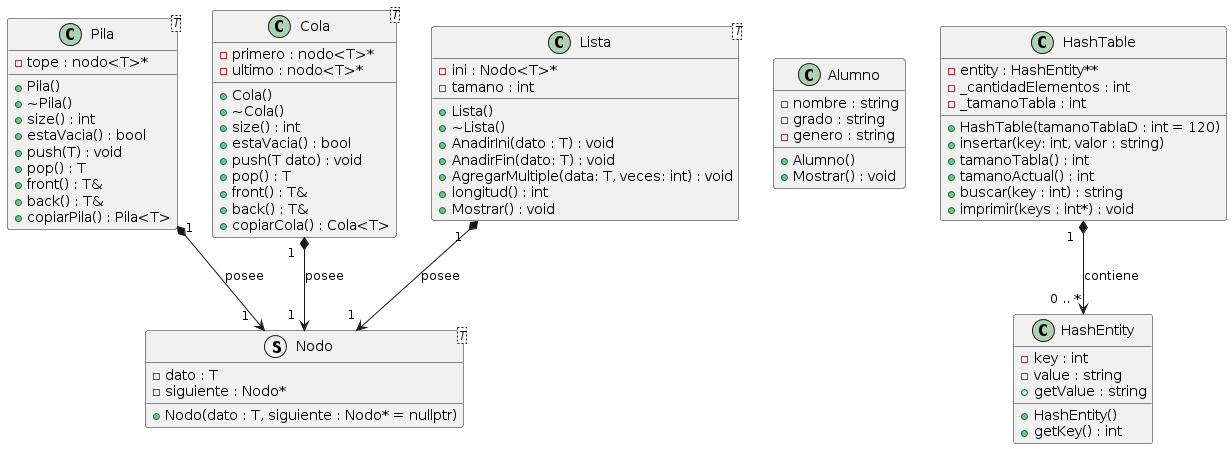 C Pila
T
tope : nodo<T>*
Pila()
~Pila()
size() : int
estaVacia() : bool
push(T) : void
pop() : T
front() : T&
back() : T&
copiarPila() : Pila<T>
C Cola
T
primero : nodo<T>*
ultimo : nodo<T>*
Cola()
~Cola()
size() : int
estaVacia() : bool
push(T dato) : void
pop() : T
front() : T&
back() : T&
copiarCola() : Cola<T>
C Lista
T
ini : Nodo<T>*
tamano : int
Lista()
~Lista()
AnadirIni(dato : T) : void
AnadirFin(dato: T) : void
AgregarMultiple(data: T, veces: int) : void
longitud() : int
Mostrar() : void
C Alumno
nombre : string
grado : string
genero : string
Alumno()
Mostrar() : void
C HashTable
entity : HashEntity**
_cantidadElementos : int
_tamanoTabla : int
HashTable(tamanoTablaD : int = 120)
insertar(key: int, valor : string)
tamanoTabla() : int
tamanoActual() : int
buscar(key : int) : string
imprimir(keys : int*) : void
1
posee
1
1
posee
1
1
posee
1
1
contiene
0 .. *
S Nodo
T
dato : T
siguiente : Nodo*
Nodo(dato : T, siguiente : Nodo* = nullptr)
C HashEntity
key : int
value : string
getValue : string
HashEntity()
getKey() : int